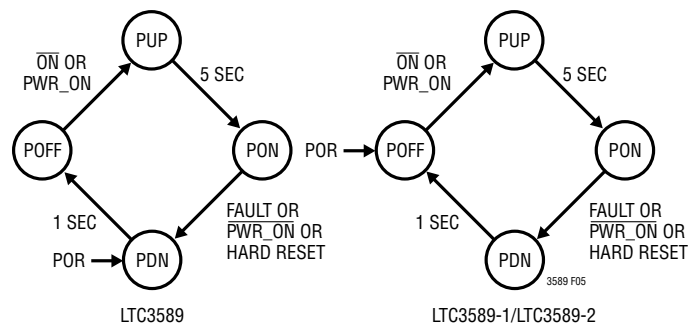 PUP
ON OR
PWR_ON
5 SEC
POFF
PON
1 SEC
FAULT OR
PWR_ON OR
HARD RESET
POR
PDN
LTC3589
PUP
ON OR
PWR_ON
5 SEC
POR
POFF
PON
1 SEC
FAULT OR
PWR_ON OR
HARD RESET
PDN
3589 F05
LTC3589-1/LTC3589-2